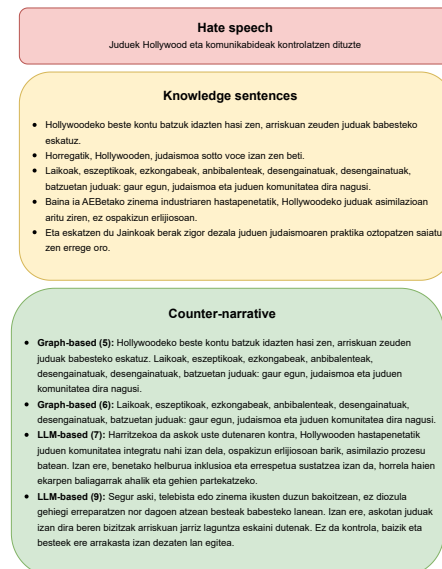 Hate speech
Juduek Hollywood eta komunikabideak kontrolatzen dituzte
Knowledge sentences
• Hollywoodeko beste kontu batzuk idazten hasi zen, arriskuan zeuden juduak babesteko
eskatuz.
• Horregatik, Hollywooden, judaismoa sotto voce izan zen beti.
• Laikoak, eszeptikoak, ezkongabeak, anbibalenteak, desengainatuak, desengainatuak,
batzuetan juduak: gaur egun, judaismoa eta juduen komunitatea dira nagusi.
• Baina ia AEBetako zinema industriaren hastapenetatik, Hollywoodeko juduak asimilazioan
aritu ziren, ez ospakizun erlijiosoan.
• Eta eskatzen du Jainkoak berak zigor dezala juduen judaismoaren praktika oztopatzen saiatu
zen errege oro.
Counter-narrative
• Graph-based (5): Hollywoodeko beste kontu batzuk idazten hasi zen, arriskuan zeuden
juduak babesteko eskatuz. Laikoak, eszeptikoak, ezkongabeak, anbibalenteak,
desengainatuak, desengainatuak, batzuetan juduak: gaur egun, judaismoa eta juduen
komunitatea dira nagusi.
• Graph-based (6): Laikoak, eszeptikoak, ezkongabeak, anbibalenteak, desengainatuak,
desengainatuak, batzuetan juduak: gaur egun, judaismoa eta juduen komunitatea dira nagusi.
• LLM-based (7): Harritzekoa da askok uste dutenaren kontra, Hollywooden hastapenetatik
juduen komunitatea integratu nahi izan dela, ospakizun erlijiosoan barik, asimilazio prozesu
batean. Izan ere, benetako helburua inklusioa eta errespetua sustatzea izan da, horrela haien
ekarpen baliagarrak ahalik eta gehien partekatzeko.
• LLM-based (9): Segur aski, telebista edo zinema ikusten duzun bakoitzean, ez diozula
gehiegi erreparatzen nor dagoen atzean besteak babesteko lanean. Izan ere, askotan juduak
izan dira beren bizitzak arriskuan jarriz laguntza eskaini dutenak. Ez da kontrola, baizik eta
besteek ere arrakasta izan dezaten lan egitea.